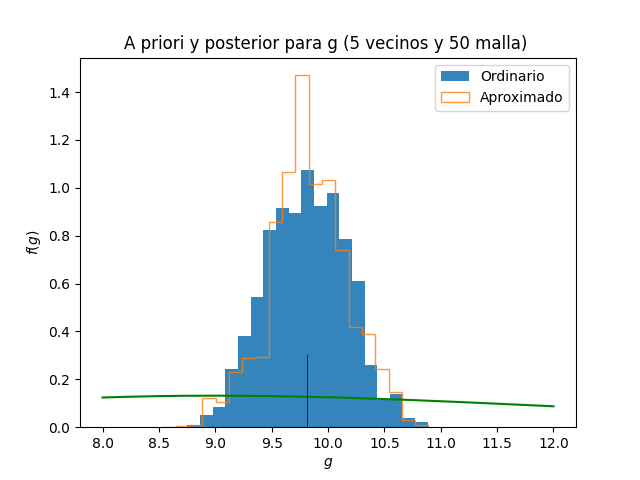 A priori y posterior para g (5 vecinos y 50 malla)
Ordinario
Aproximado
f(g)
1.4
1.2
1.0
0.8
0.6
0.4
0.2
0.0
8.0 8.5 9.0 9.5 10.0 10.5 11.0 11.5 12.0
g